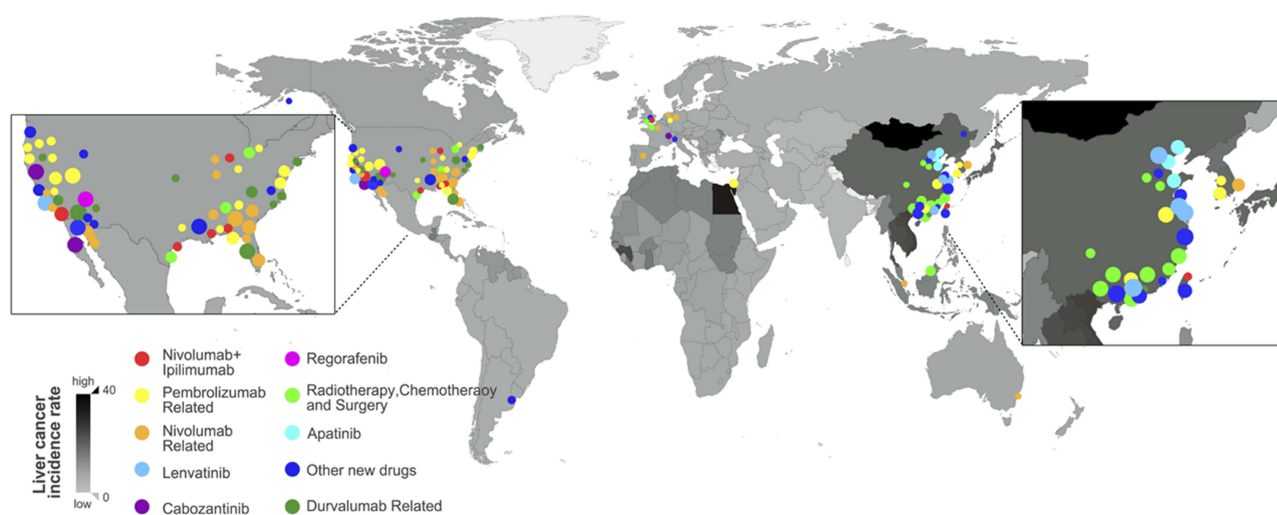 Nivolumab+
Ipilimumab
Pembrolizumab
Related
Nivolumab
Related
Lenvatinib
Cabozantinib
Regorafenib
Radiotherapy,Chemotheraoy
and Surgery
Apatinib
Other new drugs
Durvalumab Related
Liver cancer
incidence rate
high
40
0
low